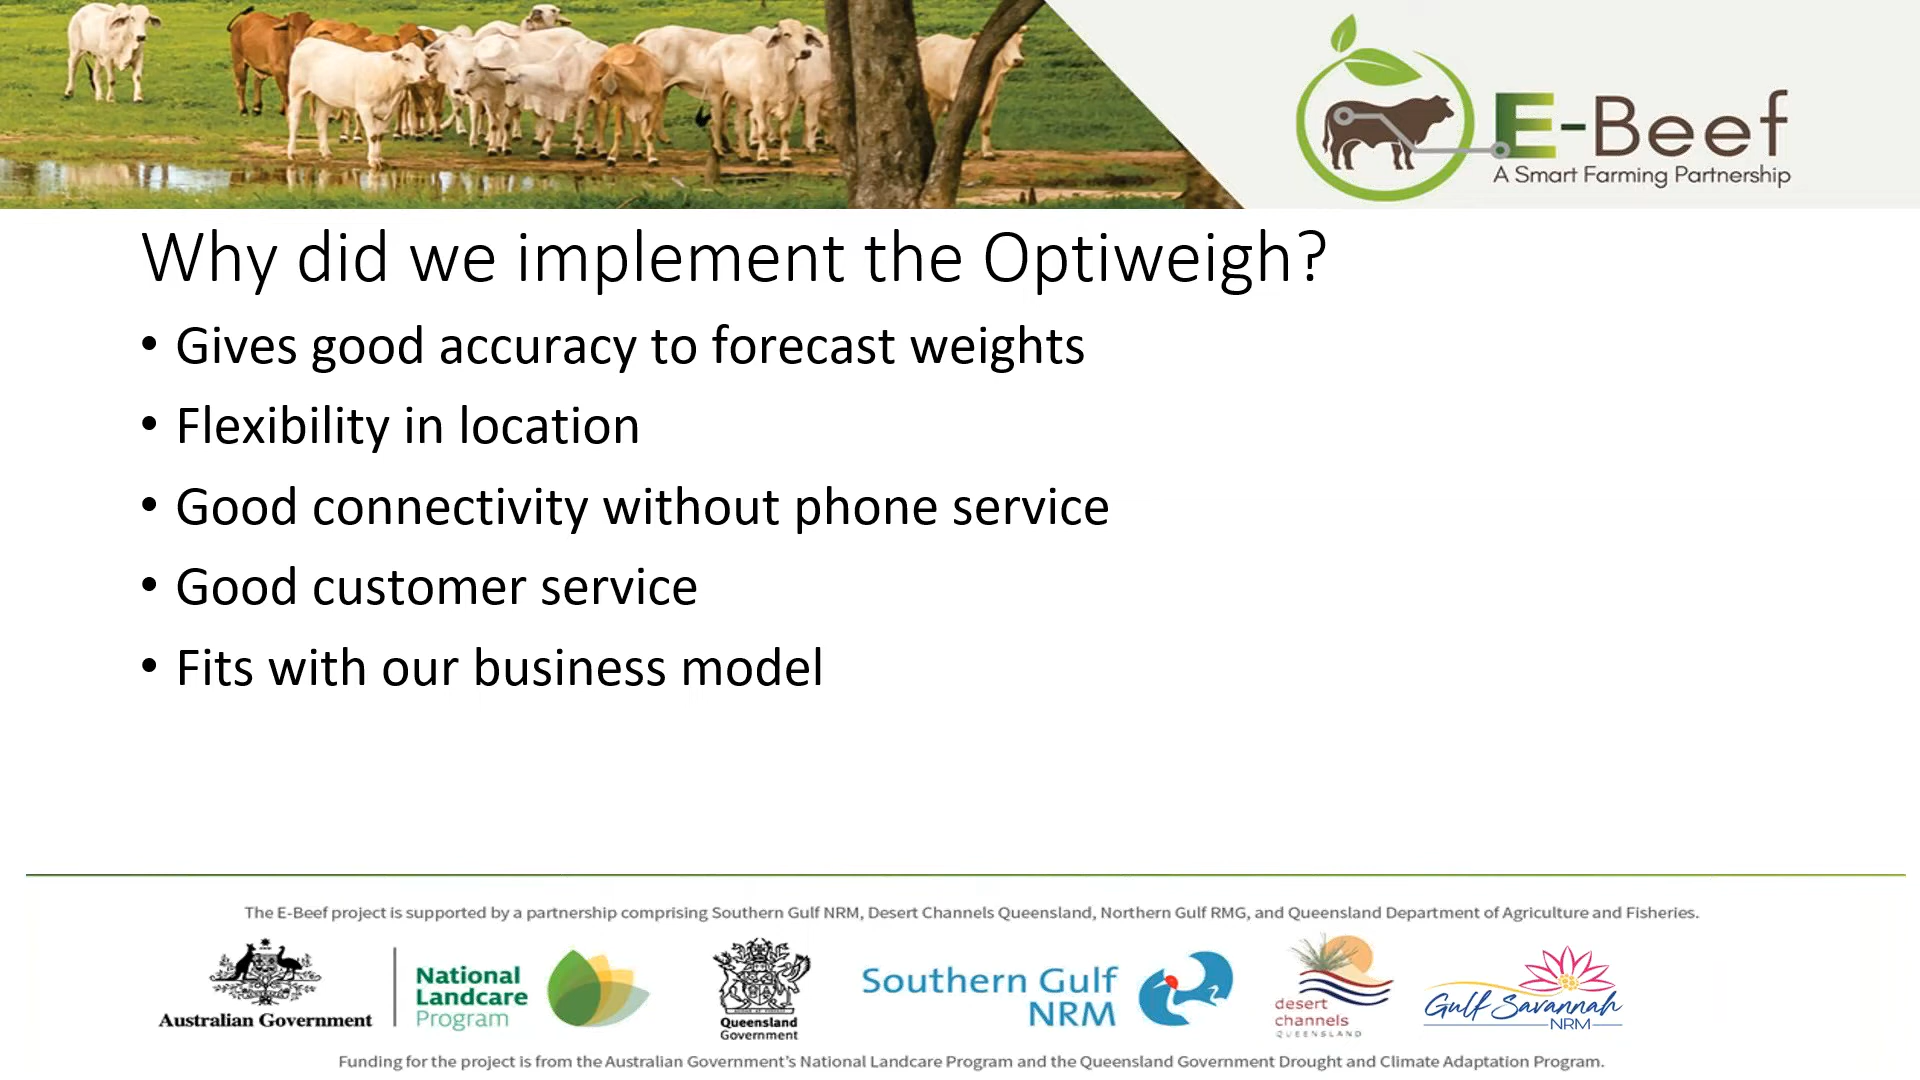 E-Beef
A Smart Farming Partnership
Why did we implement the Optiweigh?
• Gives good accuracy to forecast weights
• Flexibility in location
• Good connectivity without phone service
• Good customer service
• Fits with our business model
The E-Beef project is supported by a partnership comprising Southern Gulf NRM, Desert Channels Queensland, Northern Gulf RMG, and Queensland Department of Agriculture and Fisheries.
Australian Government
National
Landcare
Program
Queensland
Government
Southern Gulf
NRM
desert
channels
QUEENSLAND
Gulf Savannah
NRM
Funding for the project is from the Australian Government's National Landcare Program and the Queensland Government Drought and Climate Adaptation Program.